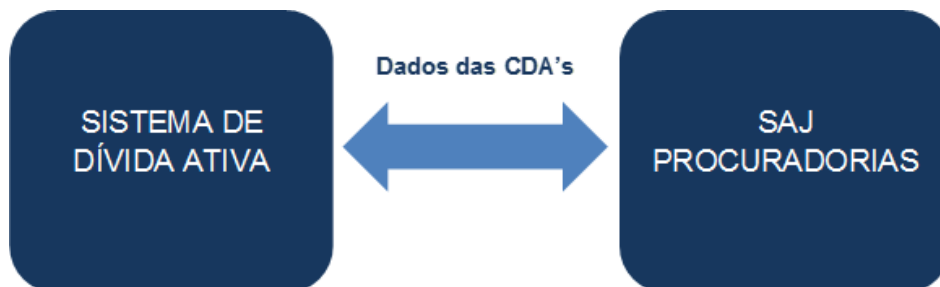 SISTEMA DE
DÍVIDA ATIVA
Dados das CDA's
SAJ
PROCURADORIAS